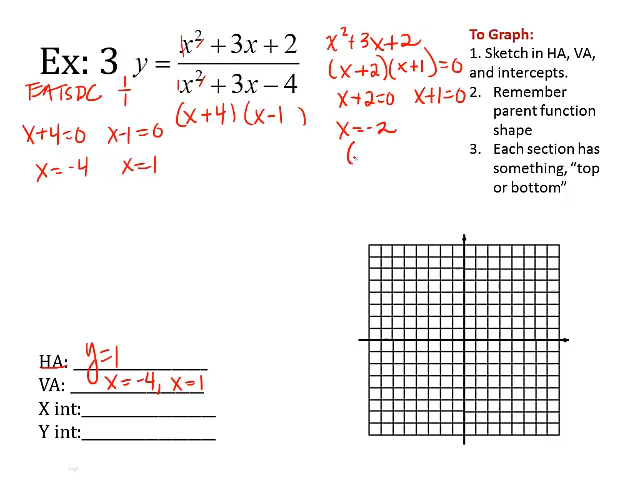 Ex: 3 y = x² + 3x + 2 / x² + 3x − 4
EATSDC 1/1
(x+4)(x-1)
x+4=0 x-1=0
x=-4 x=1
x²+3x+2
(x+2)(x+1)=0
x+2=0 x+1=0
x=-2
(
To Graph:
1. Sketch in HA, VA,
and intercepts.
2. Remember
parent function
shape
3. Each section has
something, “top
or bottom”
HA: y=1
VA: x=-4, x=1
X int:
Y int: